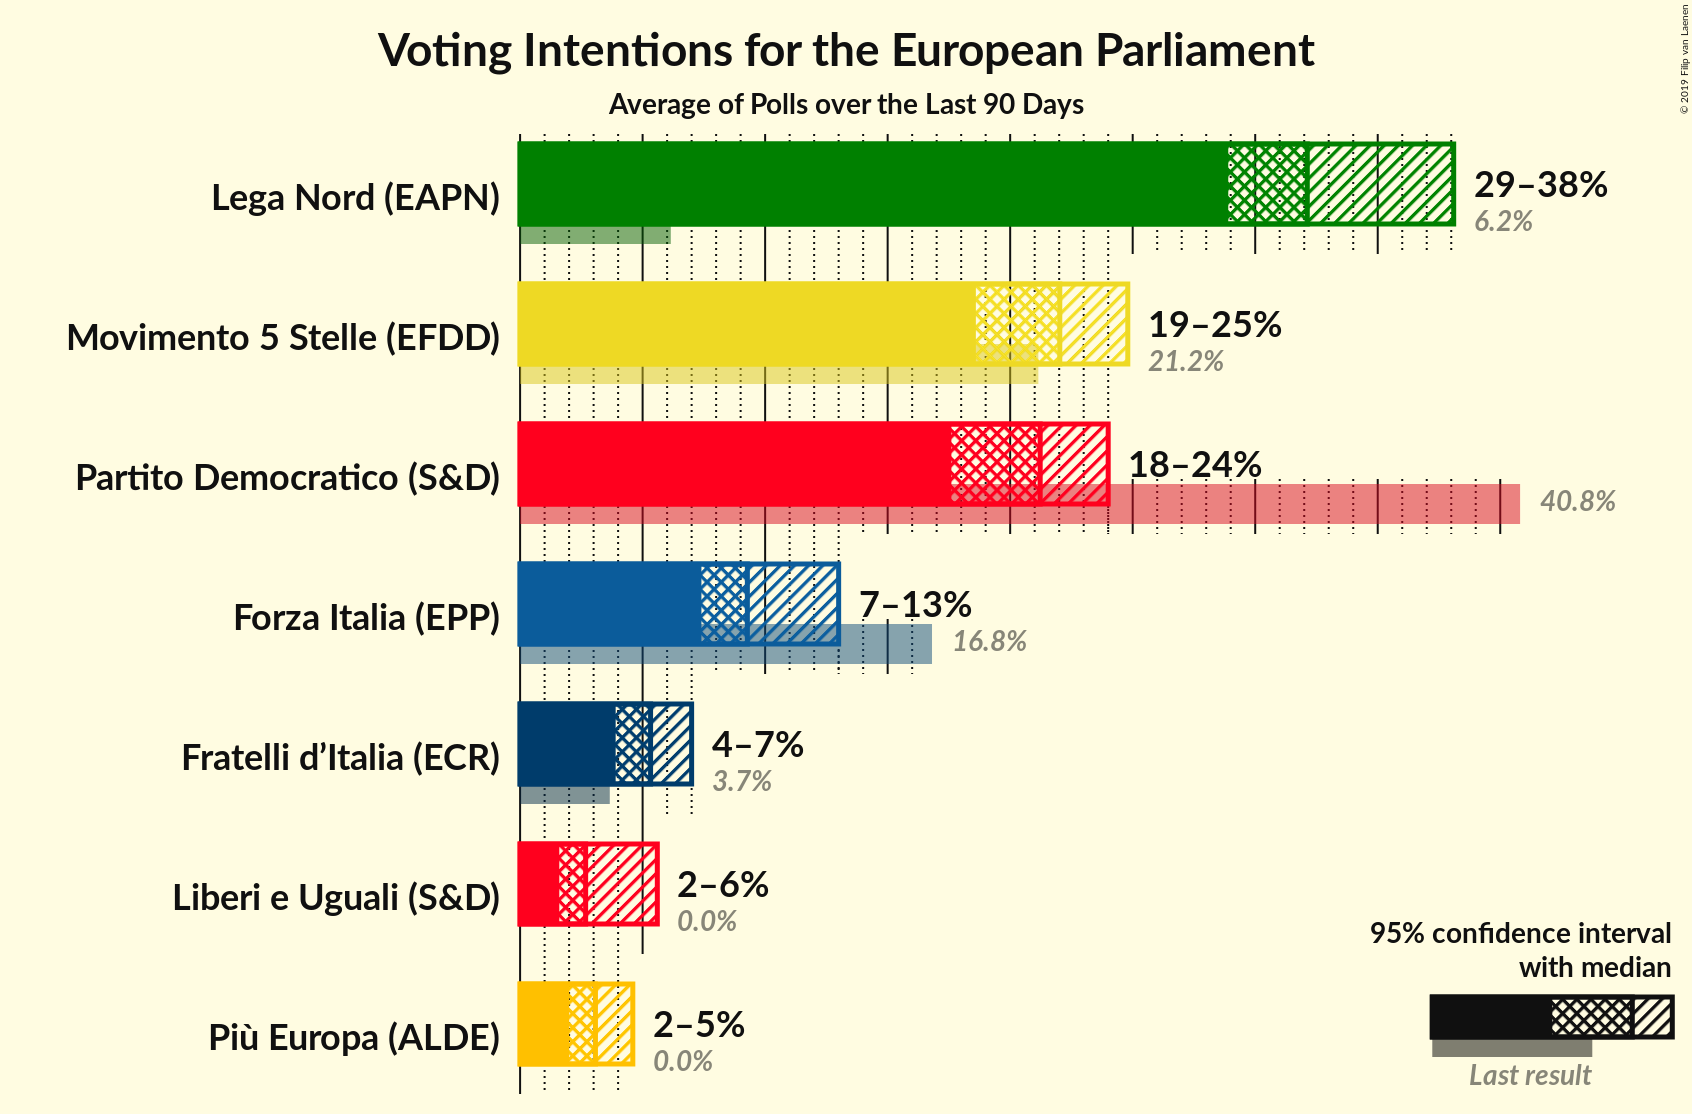 Voting Intentions for the European Parliament
Average of Polls over the Last 90 Days
© 2019 Filip van Laenen
Lega Nord (EAPN)
29–38%
6.2%
Movimento 5 Stelle (EFDD)
19–25%
21.2%
Partito Democratico (S&D)
18–24%
40.8%
Forza Italia (EPP)
7–13%
16.8%
Fratelli d’Italia (ECR)
4–7%
3.7%
Liberi e Uguali (S&D)
2–6%
0.0%
Più Europa (ALDE)
2–5%
0.0%
95% confidence interval
with median
Last result